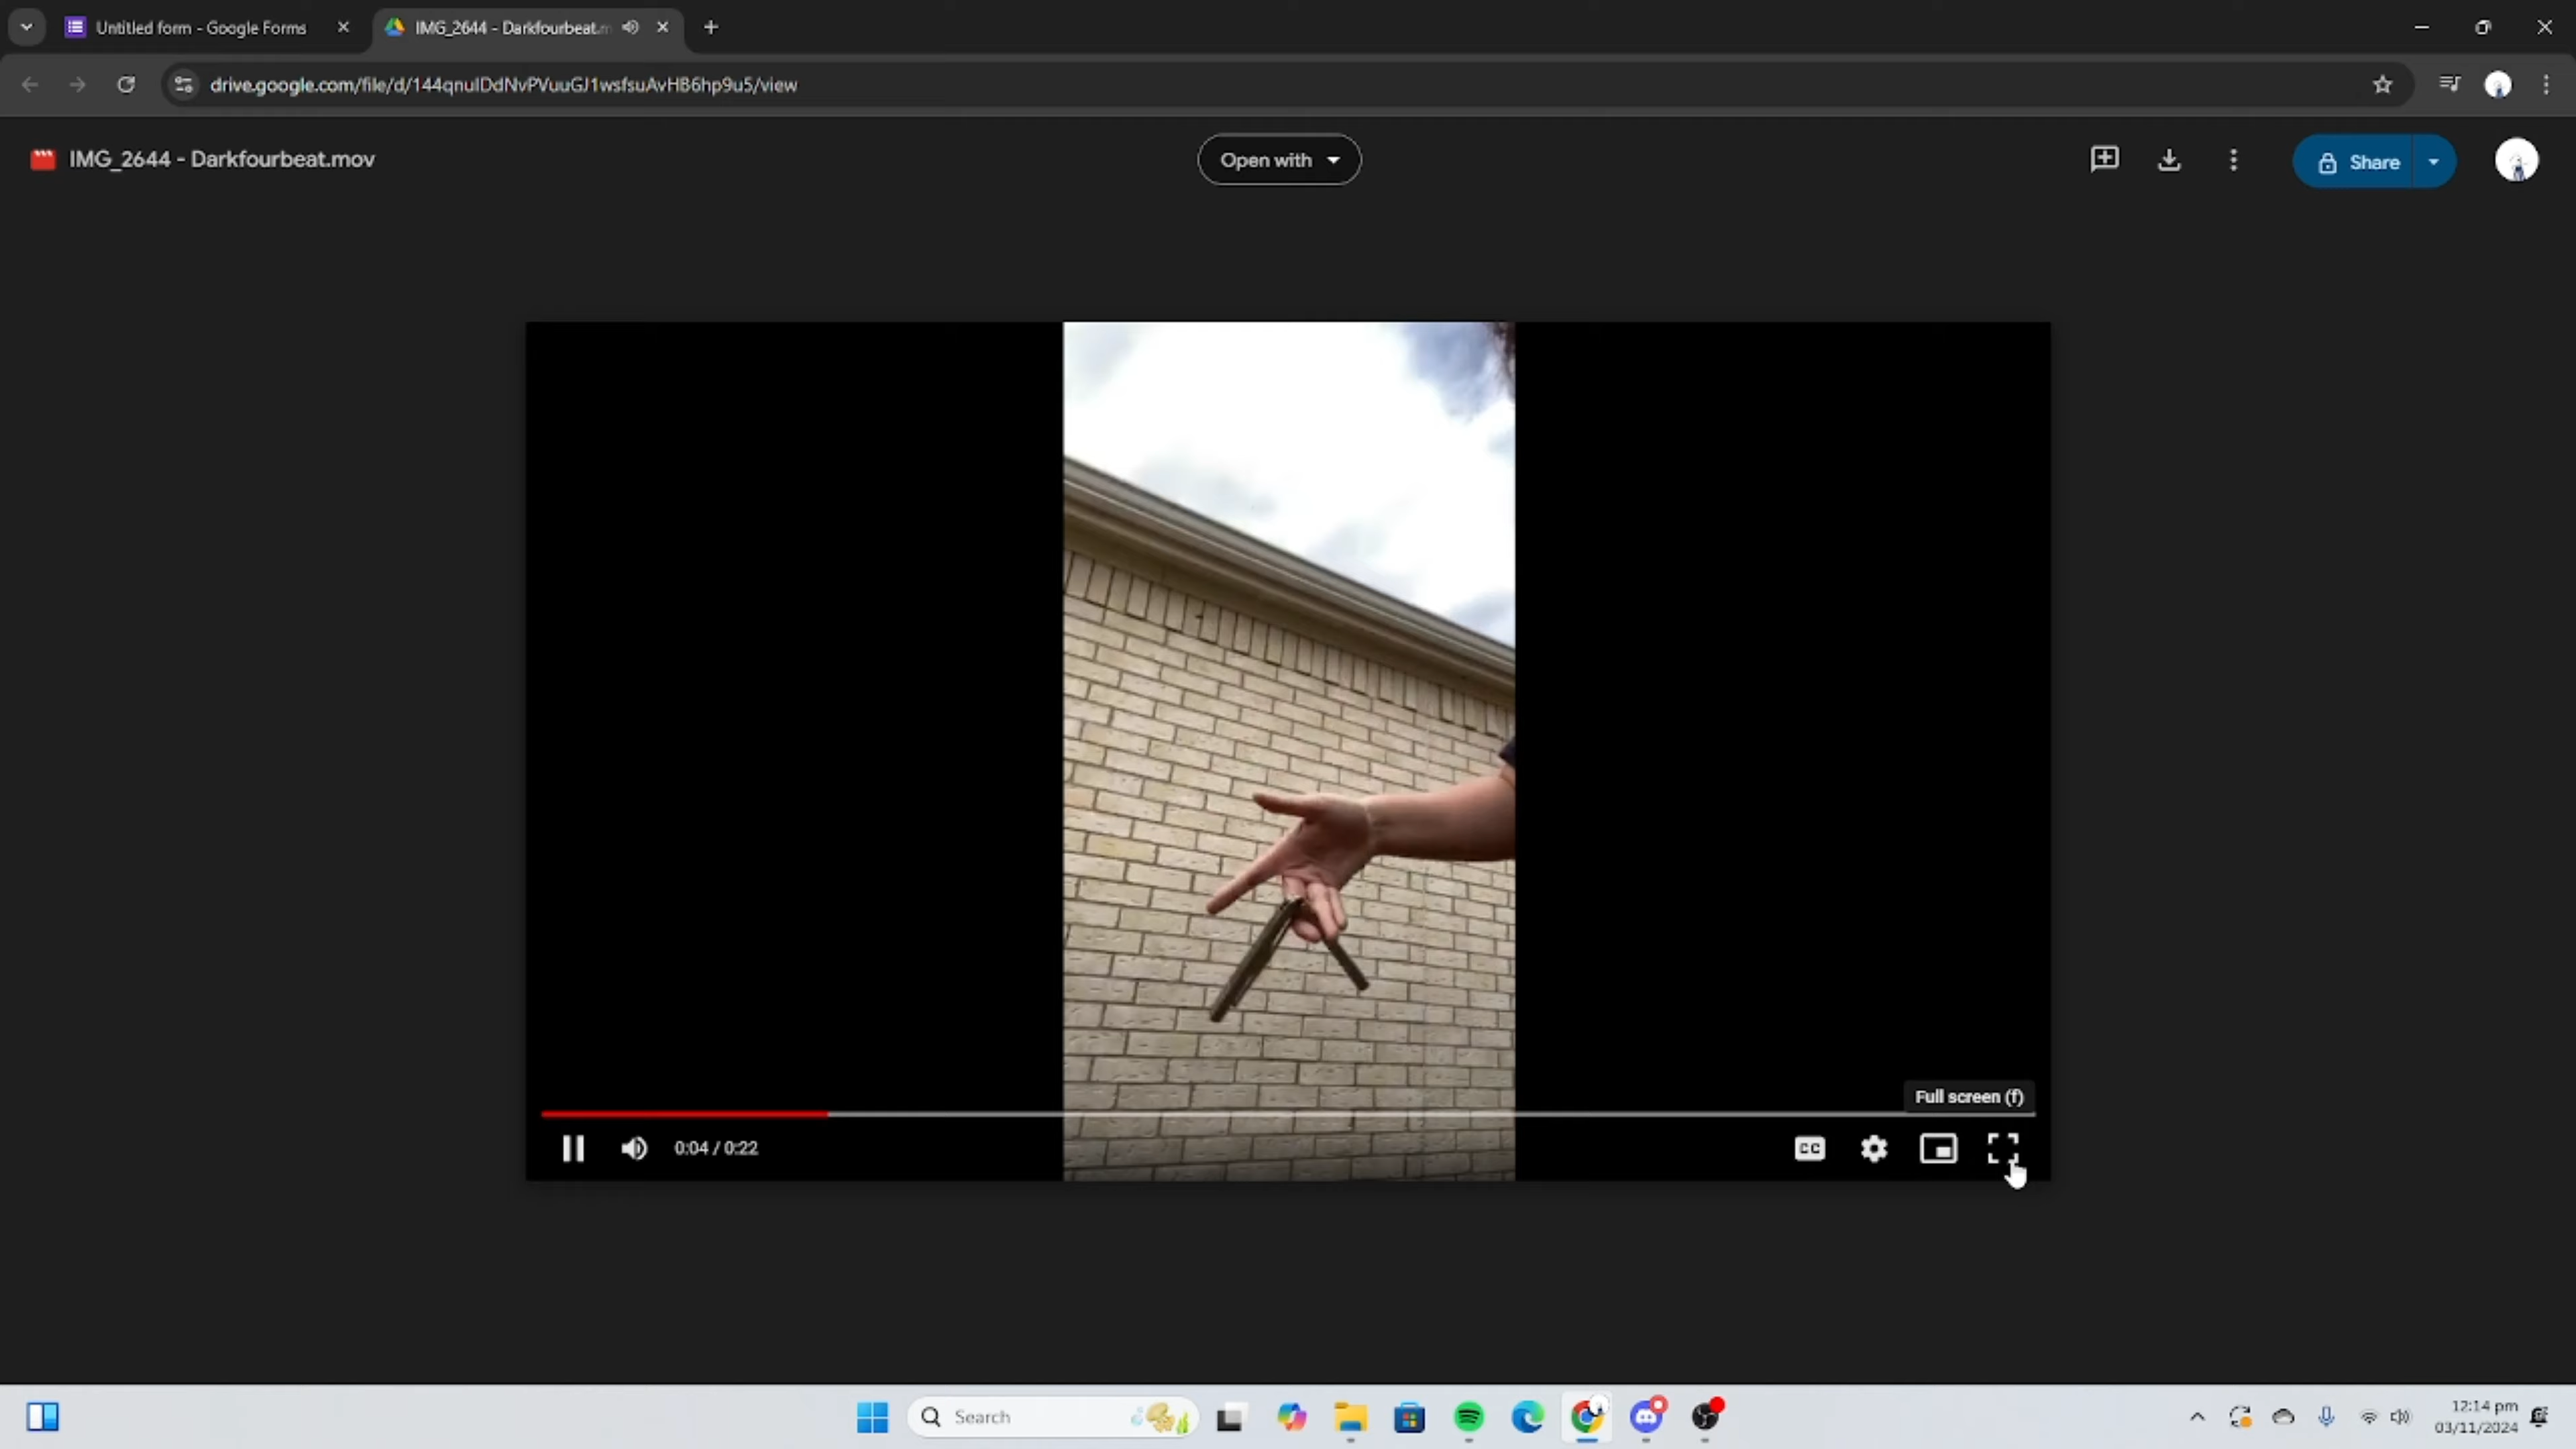 Untitled form - Google Forms
IMG_2644 - Darkfourbeat.m
drive.google.com/file/d/144qnulDdNvPVuuGJ1wsfsuAvHB6hp9u5/view
IMG_2644 - Darkfourbeat.mov
Open with
Share
Full screen (f)
0:04 / 0:22
CC
Search
12:14 pm
03/11/2024